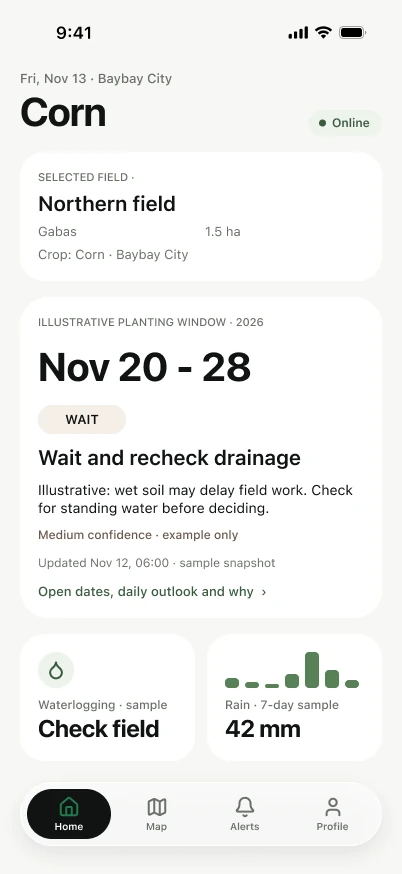 9:41
Fri, Nov 13 · Baybay City
Corn
Online
SELECTED FIELD ·
Northern field
Gabas 1.5 ha
Crop: Corn · Baybay City
ILLUSTRATIVE PLANTING WINDOW · 2026
Nov 20 - 28
WAIT
Wait and recheck drainage
Illustrative: wet soil may delay field work. Check
for standing water before deciding.
Medium confidence · example only
Updated Nov 12, 06:00 · sample snapshot
Open dates, daily outlook and why ›
Waterlogging · sample
Check field
Rain · 7-day sample
42 mm
Home
Map
Alerts
Profile